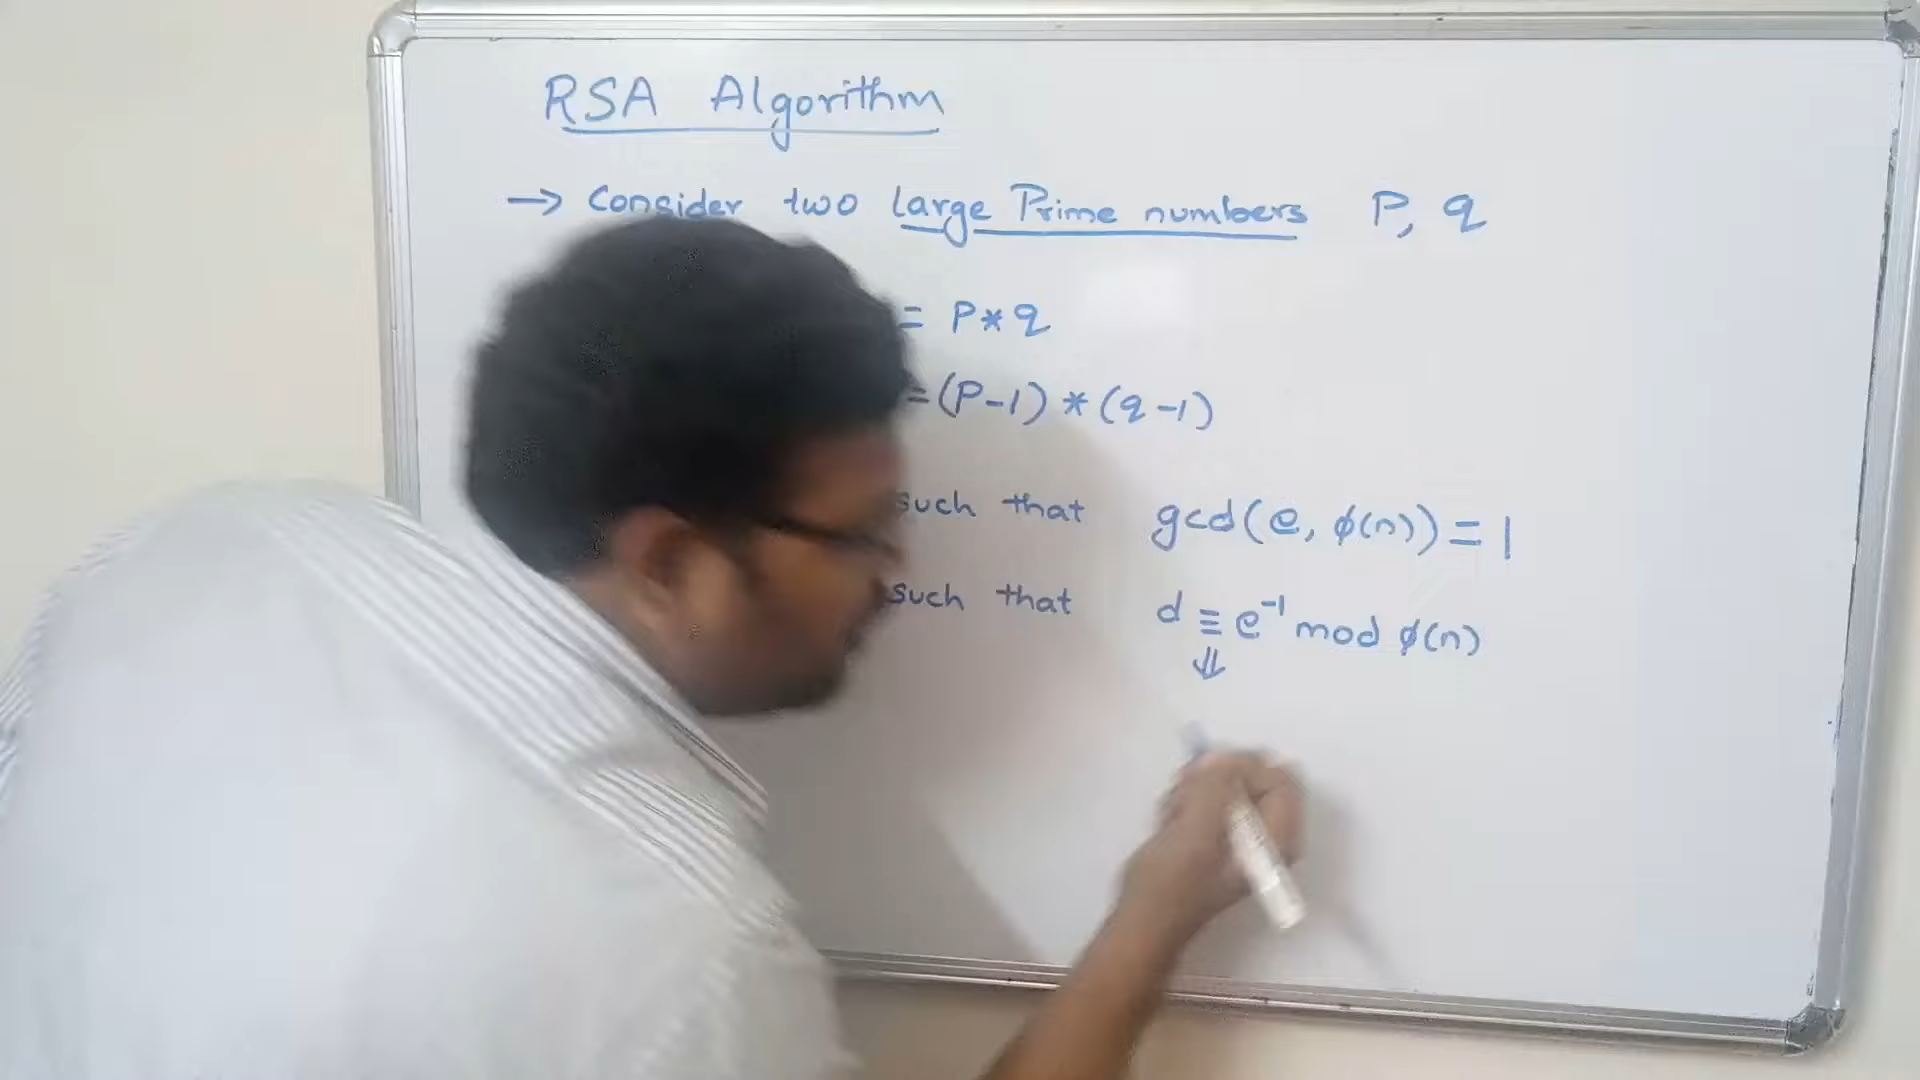 RSA Algorithm
→ Consider two large Prime numbers P, q
= P * q
= (P-1) * (q-1)
such that gcd(e, ϕ(n)) = 1
such that d ≡ e⁻¹ mod ϕ(n)
⇓